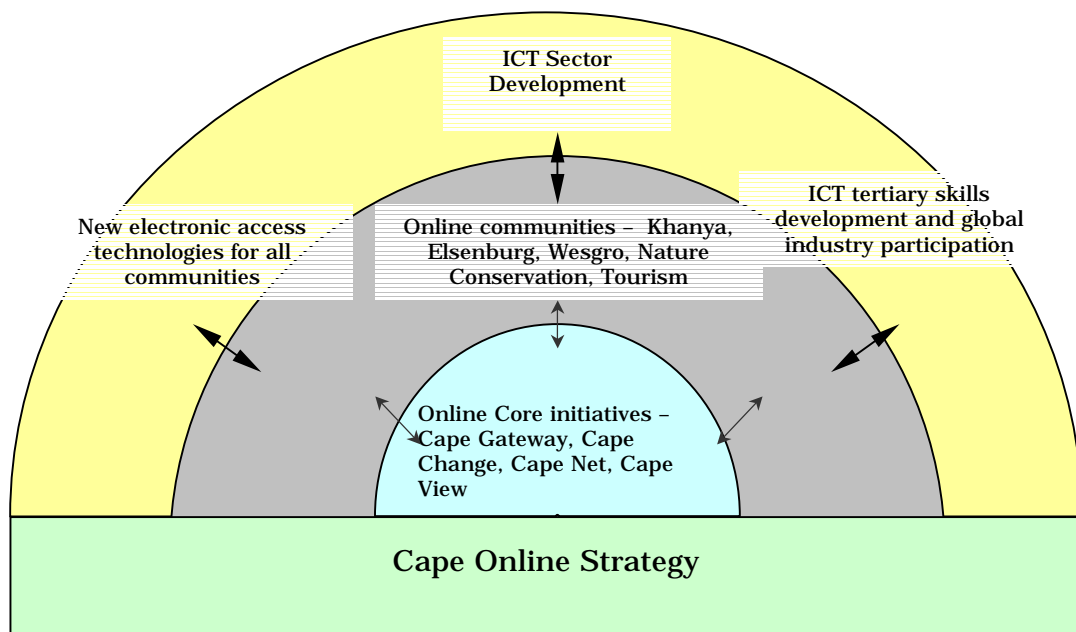 ICT Sector
Development
New electronic access
technologies for all
communities
Online communities – Khanya,
Elsenburg, Wesgro, Nature
Conservation, Tourism
ICT tertiary skills
development and global
industry participation
Online Core initiatives –
Cape Gateway, Cape
Change, Cape Net, Cape
View
Cape Online Strategy